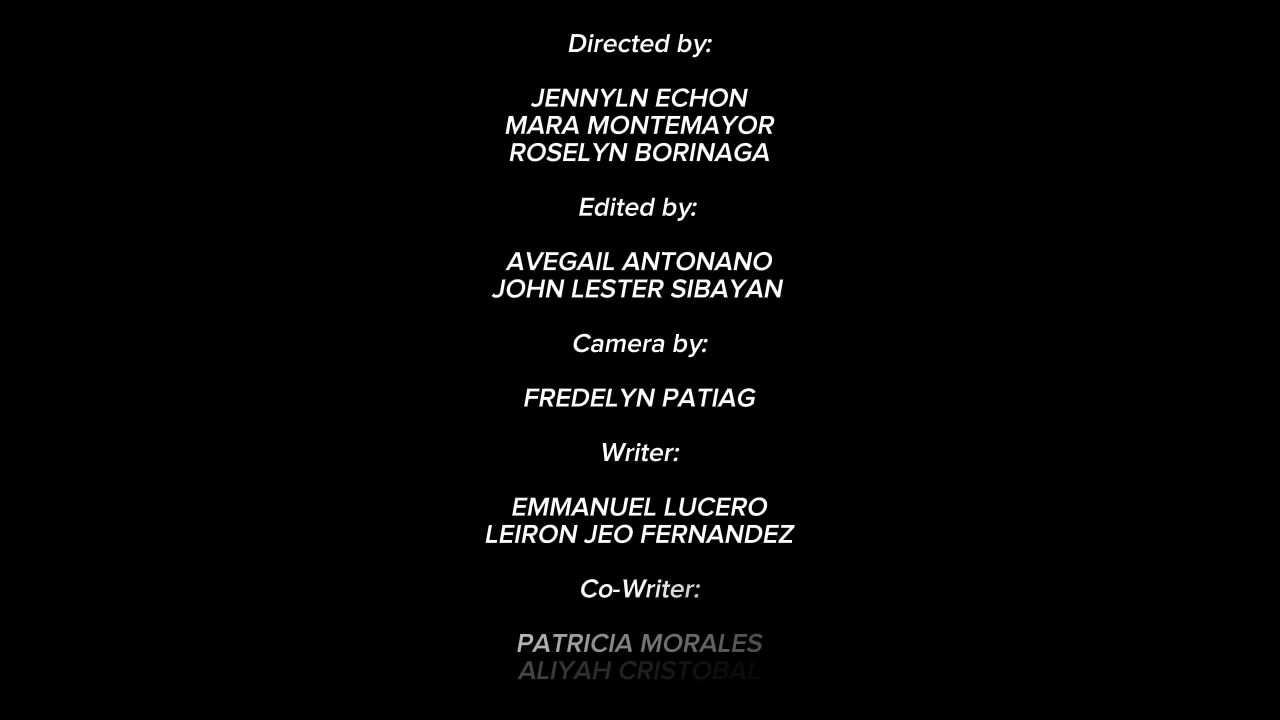 Directed by:
JENNYLN ECHON
MARA MONTEMAYOR
ROSELYN BORINAGA
Edited by:
AVEGAIL ANTONANO
JOHN LESTER SIBAYAN
Camera by:
FREDELYN PATIAG
Writer:
EMMANUEL LUCERO
LEIRON JEO FERNANDEZ
Co-Writer:
PATRICIA MORALES
ALIYAH CRISTOBAL